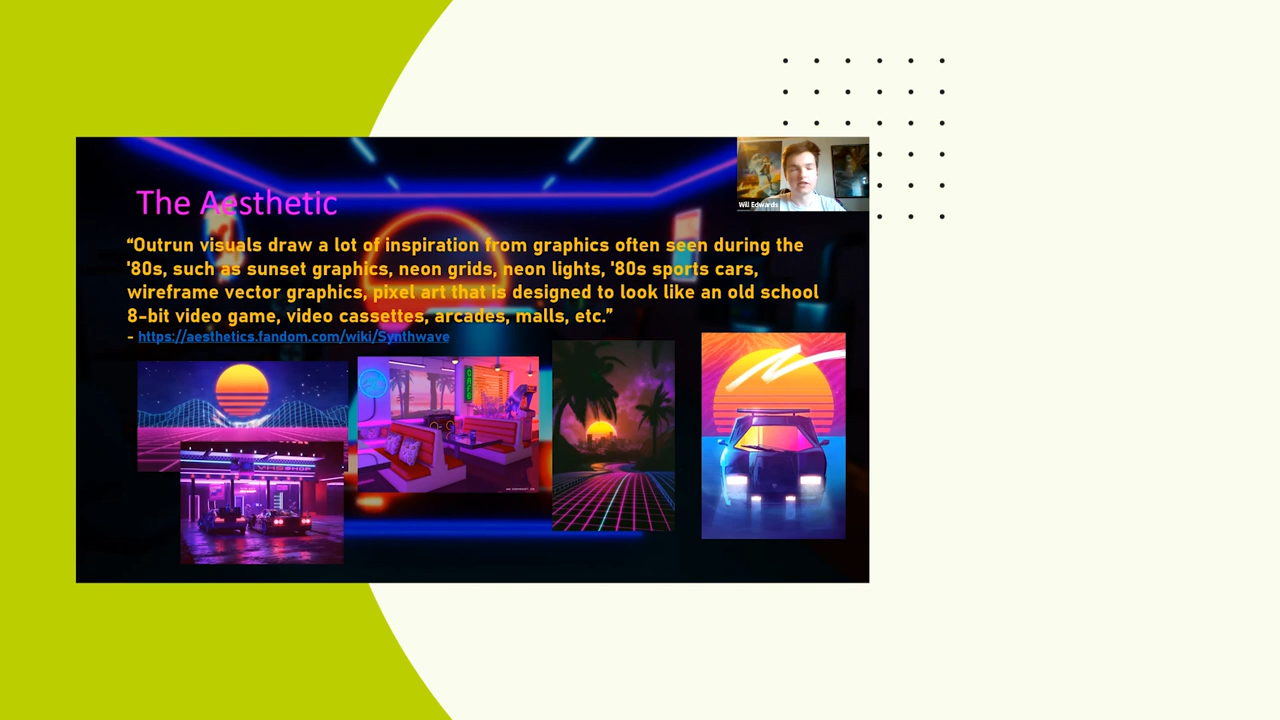 The Aesthetic
“Outrun visuals draw a lot of inspiration from graphics often seen during the
'80s, such as sunset graphics, neon grids, neon lights, '80s sports cars,
wireframe vector graphics, pixel art that is designed to look like an old school
8-bit video game, video cassettes, arcades, malls, etc.”
- https://aesthetics.fandom.com/wiki/Synthwave
Will Edwards
CAFE
VHS SHOP